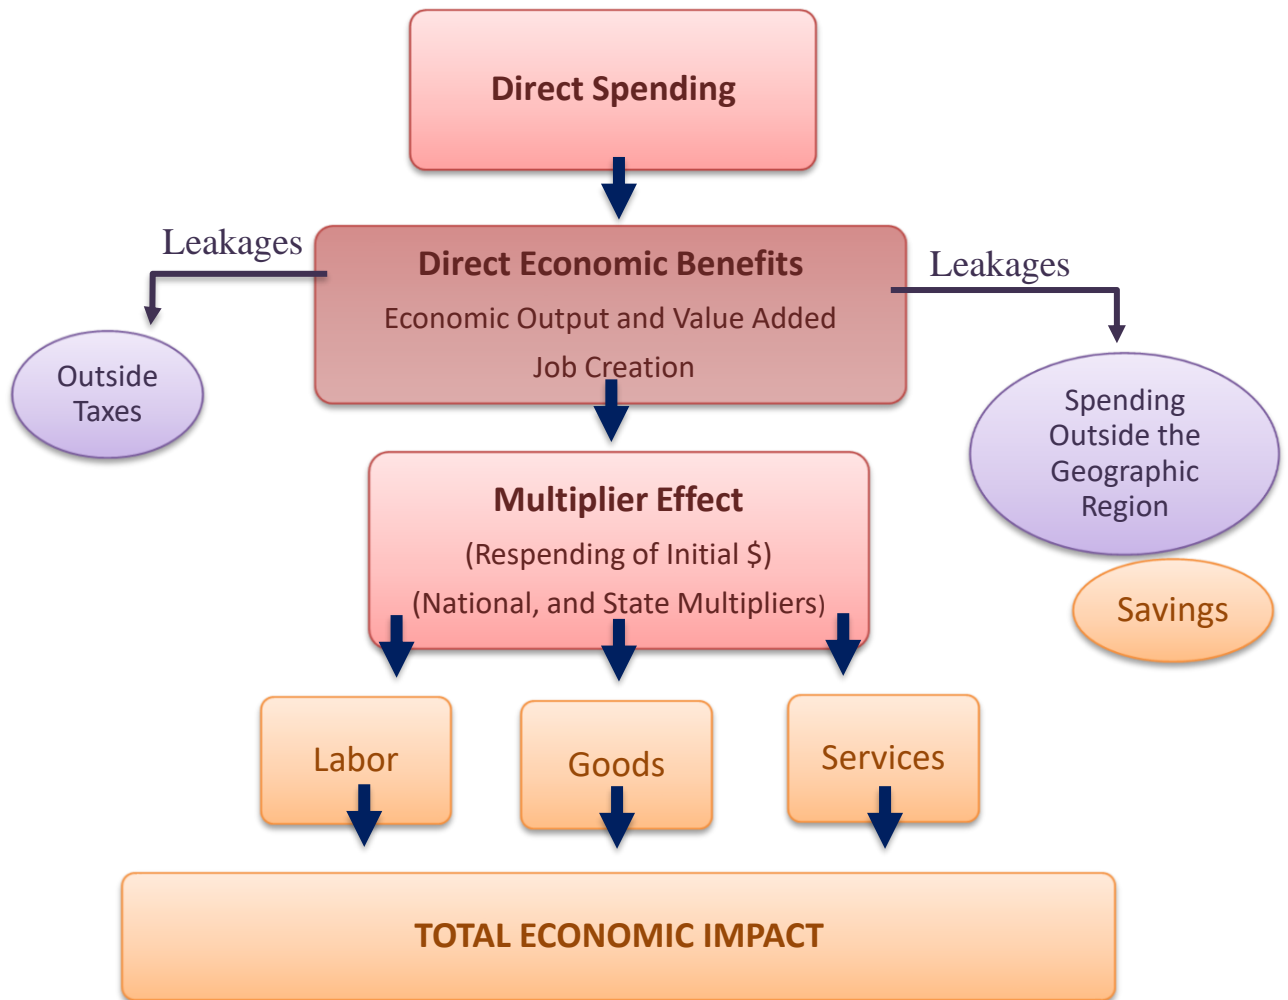 Direct Spending
Leakages
Direct Economic Benefits
Economic Output and Value Added
Job Creation
Leakages
Outside
Taxes
Spending
Outside the
Geographic
Region
Multiplier Effect
(Respending of Initial $)
(National, and State Multipliers)
Savings
Labor
Goods
Services
TOTAL ECONOMIC IMPACT